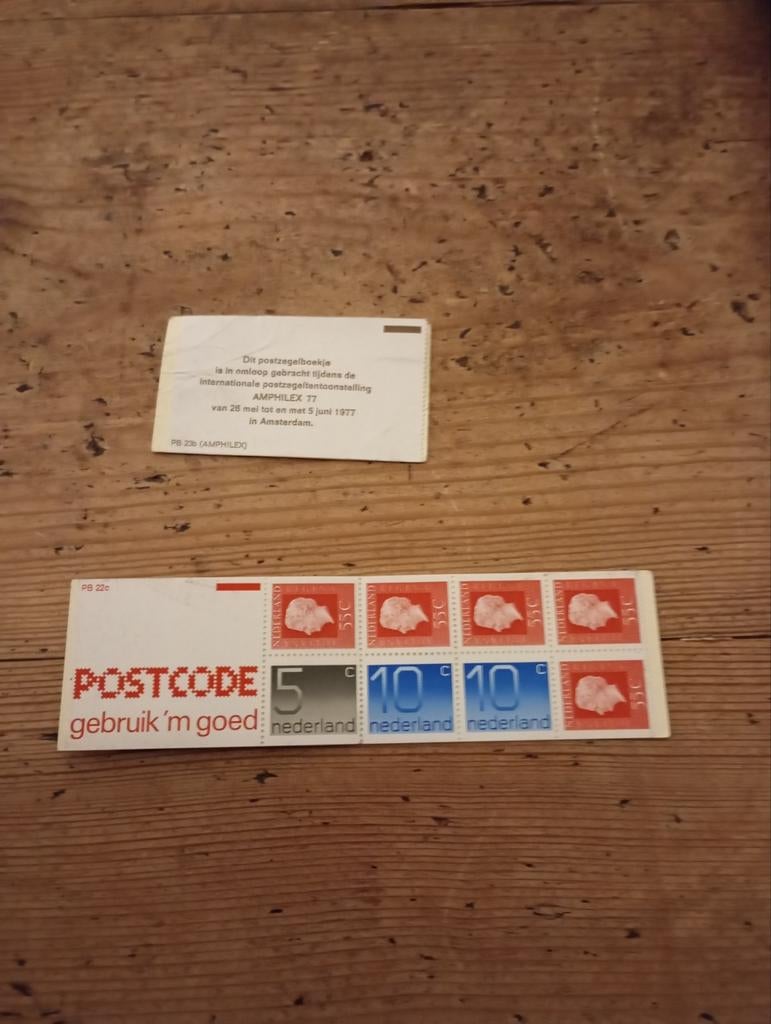 Dit postzegelboekje
is in omloop gebracht tijdens de
internationale postzegeltentoonstelling
AMPHILEX 77
van 26 mei tot en met 5 juni 1977
in Amsterdam.
PB 23b (AMPHILEX)
PB 22c
POSTCODE
gebruik 'm goed
NEDERLAND 55C
NEDERLAND 55C
NEDERLAND 55C
NEDERLAND 55C
5 c
nederland
10 c
nederland
10 c
nederland
NEDERLAND 55C